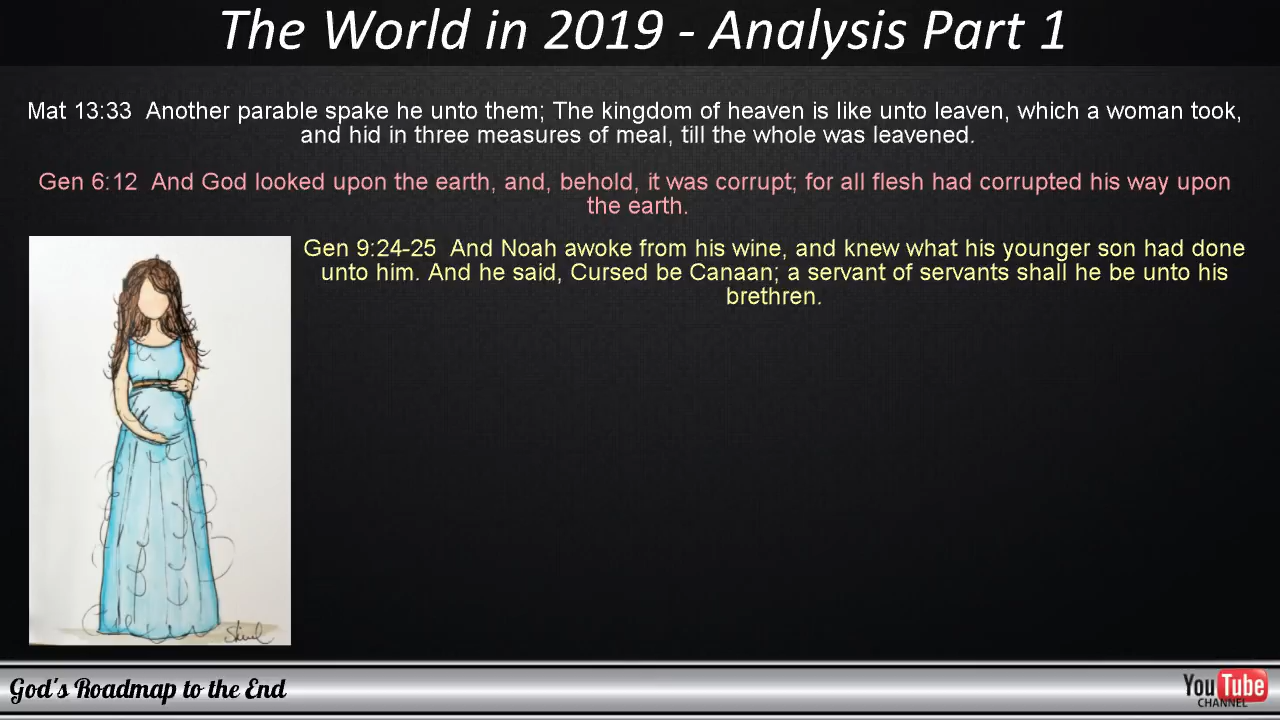 The World in 2019 - Analysis Part 1
Mat 13:33 Another parable spake he unto them; The kingdom of heaven is like unto leaven, which a woman took,
and hid in three measures of meal, till the whole was leavened.
Gen 6:12 And God looked upon the earth, and, behold, it was corrupt; for all flesh had corrupted his way upon
the earth.
Gen 9:24-25 And Noah awoke from his wine, and knew what his younger son had done
unto him. And he said, Cursed be Canaan; a servant of servants shall he be unto his
brethren.
God's Roadmap to the End
YouTube
CHANNEL